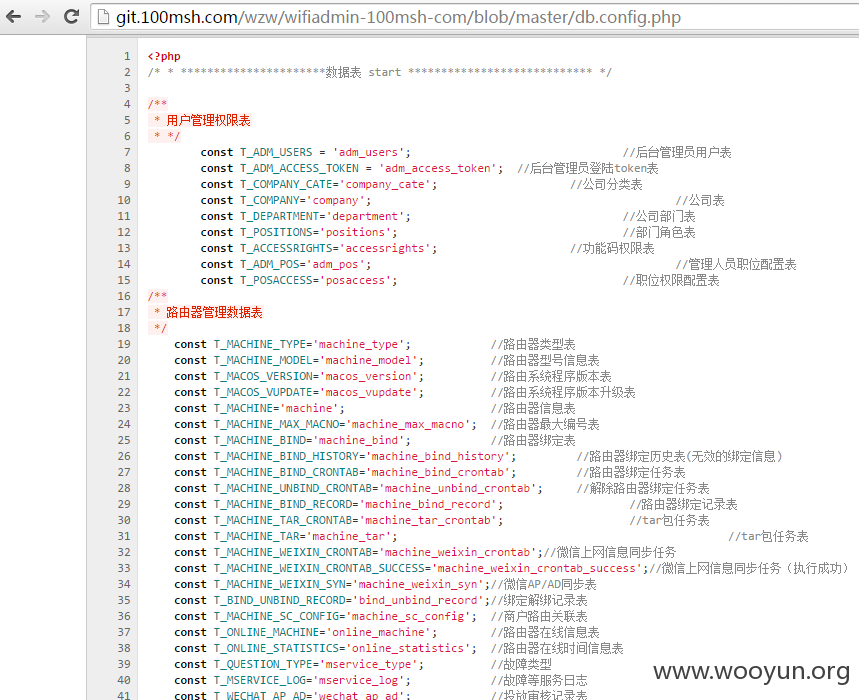 git.100msh.com/wzw/wifiadmin-100msh-com/blob/master/db.config.php
1 <?php
2 /* * **********************数据表 start **************************** */
3
4 /**
5 * 用户管理权限表
6 * */
7 const T_ADM_USERS = 'adm_users'; //后台管理员用户表
8 const T_ADM_ACCESS_TOKEN = 'adm_access_token'; //后台管理员登陆token表
9 const T_COMPANY_CATE='company_cate'; //公司分类表
10 const T_COMPANY='company'; //公司表
11 const T_DEPARTMENT='department'; //公司部门表
12 const T_POSITIONS='positions'; //部门角色表
13 const T_ACCESSRIGHTS='accessrights'; //功能码权限表
14 const T_ADM_POS='adm_pos'; //管理人员职位配置表
15 const T_POSACCESS='posaccess'; //职位权限配置表
16 /**
17 * 路由器管理数据表
18 */
19 const T_MACHINE_TYPE='machine_type'; //路由器类型表
20 const T_MACHINE_MODEL='machine_model'; //路由器型号信息表
21 const T_MACOS_VERSION='macos_version'; //路由系统程序版本表
22 const T_MACOS_VUPDATE='macos_vupdate'; //路由系统程序版本升级表
23 const T_MACHINE='machine'; //路由器信息表
24 const T_MACHINE_MAX_MACNO='machine_max_macno'; //路由器最大编号表
25 const T_MACHINE_BIND='machine_bind'; //路由器绑定表
26 const T_MACHINE_BIND_HISTORY='machine_bind_history'; //路由器绑定历史表(无效的绑定信息)
27 const T_MACHINE_BIND_CRONTAB='machine_bind_crontab'; //路由器绑定任务表
28 const T_MACHINE_UNBIND_CRONTAB='machine_unbind_crontab'; //解除路由器绑定任务表
29 const T_MACHINE_BIND_RECORD='machine_bind_record'; //路由器绑定记录表
30 const T_MACHINE_TAR_CRONTAB='machine_tar_crontab'; //tar包任务表
31 const T_MACHINE_TAR='machine_tar'; //tar包任务表
32 const T_MACHINE_WEIXIN_CRONTAB='machine_weixin_crontab';//微信上网信息同步任务
33 const T_MACHINE_WEIXIN_CRONTAB_SUCCESS='machine_weixin_crontab_success';//微信上网信息同步任务（执行成功）
34 const T_MACHINE_WEIXIN_SYN='machine_weixin_syn';//微信AP/AD同步表
35 const T_BIND_UNBIND_RECORD='bind_unbind_record';//绑定解绑记录表
36 const T_MACHINE_SC_CONFIG='machine_sc_config'; //商户路由关联表
37 const T_ONLINE_MACHINE='online_machine'; //路由器在线信息表
38 const T_ONLINE_STATISTICS='online_statistics'; //路由器在线时间信息表
39 const T_QUESTION_TYPE='mservice_type'; //故障类型
40 const T_MSERVICE_LOG='mservice_log'; //故障等服务日志
41 const T_WECHAT_AP_AD='wechat_ap_ad'; //投放审核记录表
www.wooyun.org